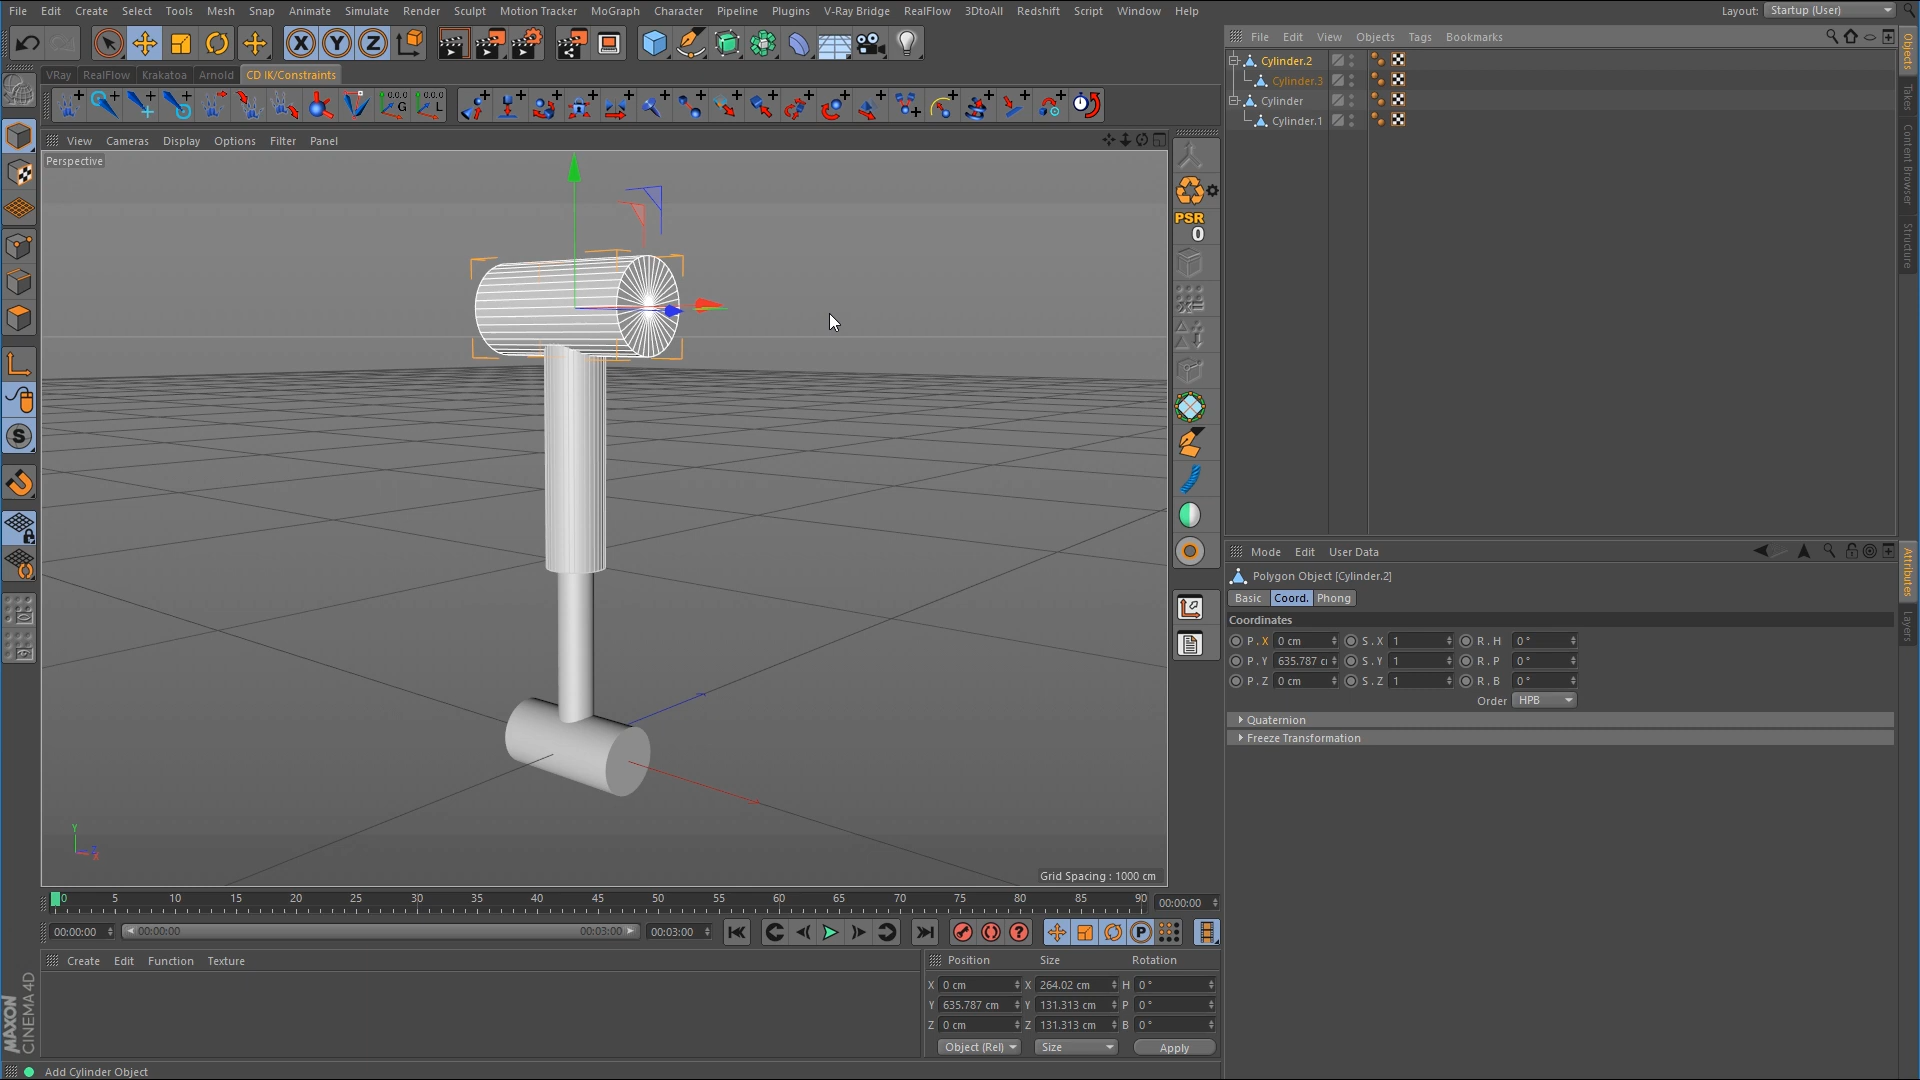 File Edit Create Select Tools Mesh Snap Animate Simulate Render Sculpt Motion Tracker MoGraph Character Pipeline Plugins V-Ray Bridge RealFlow 3DtoAll Redshift Script Window Help Layout: Startup (User)
File Edit View Objects Tags Bookmarks
Objects
Takes
Content Browser
Structure
VRay RealFlow Krakatoa Arnold CD IK/Constraints
View Cameras Display Options Filter Panel
Perspective
Cylinder.2
Cylinder.3
Cylinder
Cylinder.1
PSR
0
Mode Edit User Data
Polygon Object [Cylinder.2]
Basic Coord. Phong
Coordinates
P . X 0 cm S . X 1 R . H 0 °
P . Y 635.787 c S . Y 1 R . P 0 °
P . Z 0 cm S . Z 1 R . B 0 °
Order HPB
Quaternion
Freeze Transformation
Attributes
Layers
Y
Z
X
Grid Spacing : 1000 cm
0 5 10 15 20 25 30 35 40 45 50 55 60 65 70 75 80 85 90 00:00:00
00:00:00 00:00:00 00:03:00 00:03:00
Create Edit Function Texture
Position Size Rotation
X 0 cm X 264.02 cm H 0 °
Y 635.787 cm Y 131.313 cm P 0 °
Z 0 cm Z 131.313 cm B 0 °
Object (Rel) Size Apply
MAXON
CINEMA 4D
Add Cylinder Object